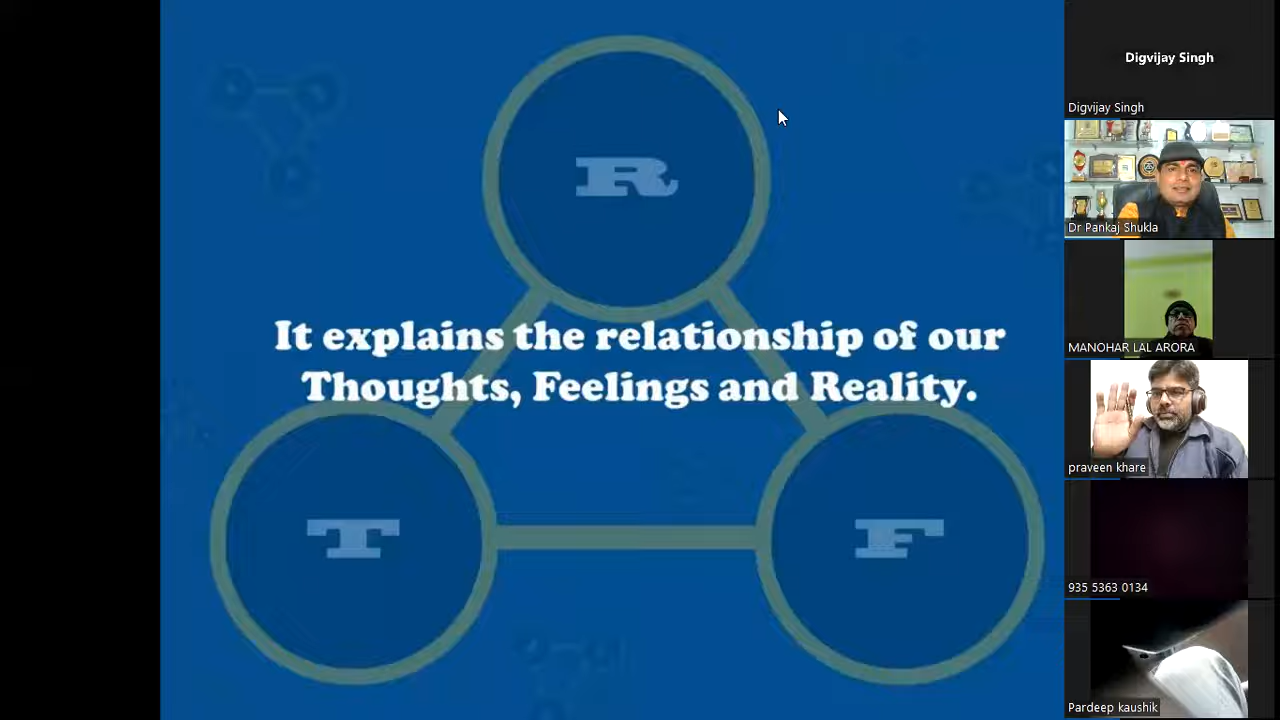 R
It explains the relationship of our
Thoughts, Feelings and Reality.
T
F
Digvijay Singh
Digvijay Singh
Dr Pankaj Shukla
MANOHAR LAL ARORA
praveen khare
935 5363 0134
Pardeep kaushik